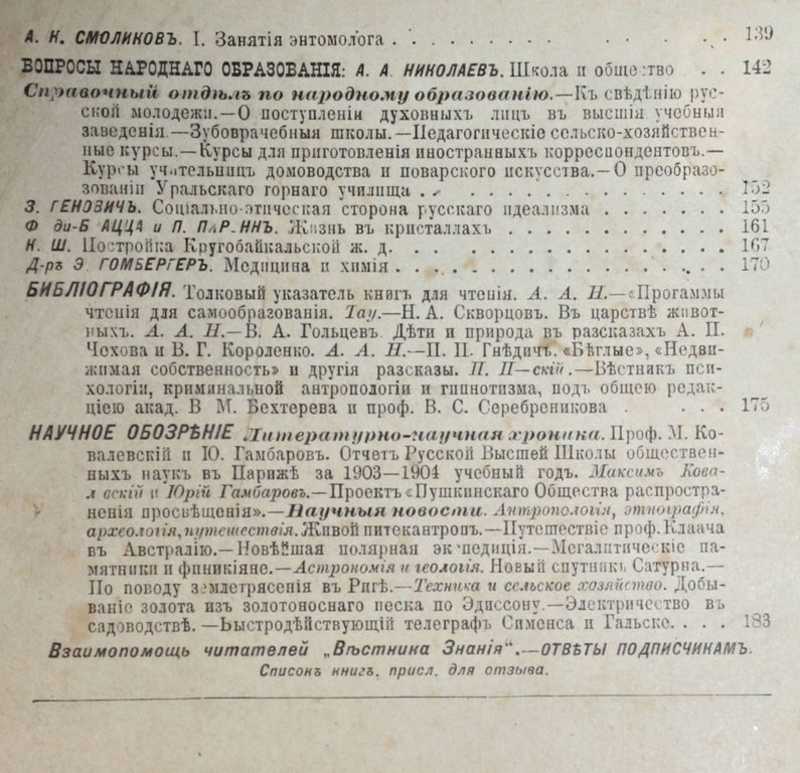 А. Н. СМОЛИКОВЪ. I. Занятія энтомолога . . . . . . . . . . . . . . 139
ВОПРОСЫ НАРОДНАГО ОБРАЗОВАНІЯ: А. А. НИКОЛАЕВЪ. Школа и общество . . 142
Справочный отдѣлъ по народному образованію.—Къ свѣдѣнію рус-
ской молодежи.—О поступленіи духовныхъ лицъ въ высшія учебныя
заведенія.—Зубоврачебныя школы.—Педагогическіе сельско-хозяйствен-
ные курсы.—Курсы для приготовленія иностранныхъ корреспондентовъ.—
Курсы учительницъ домоводства и поварского искусства.—О преобразо-
зованіи Уральскаго горнаго училища . . . . . . . . . . . . . . . 152
З. ГЕНОЗИЧЪ. Соціально-этическая сторона русскаго идеализма . . . . . . . 155
Ф ди-Б АЦЦА и П. ПАР-ННЪ. Жизнь въ кристаллахъ . . . . . . . . . . . 161
Н. Ш. Постройка Кругобайкальской ж. д. . . . . . . . . . . . . . . . 167
Д-ръ Э. ГОМБЕРГЕРЪ. Медицина и химія . . . . . . . . . . . . . . . . 170
БИБЛІОГРАФІЯ. Толковый указатель книгъ для чтенія. А. А. Н.—«Прогаммы
чтенія для самообразованія. Тау.—Н. А. Скворцовъ. Въ царствѣ живот-
ныхъ. А. А. Н.—В. А. Гольцевъ. Дѣти и природа въ разсказахъ А. П.
Чехова и В. Г. Короленко. А. А. Н.—П. П. Гнѣдичъ. «Бѣглые», «Недви-
жимая собственность» и другія разсказы. П. П—скій.—Вѣстникъ пси-
хологіи, криминальной антропологіи и гипнотизма, подъ общею редак-
ціею акад. В М. Бехтерева и проф. В. С. Серебреникова . . . . 175
НАУЧНОЕ ОБОЗРѢНІЕ Литературно-научная хроника. Проф. М. Ко-
валевскій и Ю. Гамбаровъ. Отчетъ Русской Высшей Школы обществен-
ныхъ наукъ въ Парижѣ за 1903—1904 учебный годъ. Максимъ Кова-
левскій и Юрій Гамбаровъ.—Проектъ «Пушкинскаго Общества распростра-
ненія просвѣщенія».—Научныя новости. Антропологія, этнографія,
археологія, путешествія. Живой питекантропъ.—Путешествіе проф. Клаача
въ Австралію.—Новѣйшая полярная экспедиція.—Мегалитическіе па-
мятники и финикіяне.—Астрономія и геологія. Новый спутникъ Сатурна.—
По поводу землетрясенія въ Ригѣ.—Техника и сельское хозяйство. Добы-
ваніе золота изъ золотоноснаго песка по Эдиссону.—Электричество въ
садоводствѣ.—Быстродѣйствующій телеграфъ Сименса и Гальске. . . . 183
Взаимопомощь читателей „Вѣстника Знанія“.—ОТВѢТЫ ПОДПИСЧИКАМЪ.
Списокъ книгъ, присл. для отзыва.